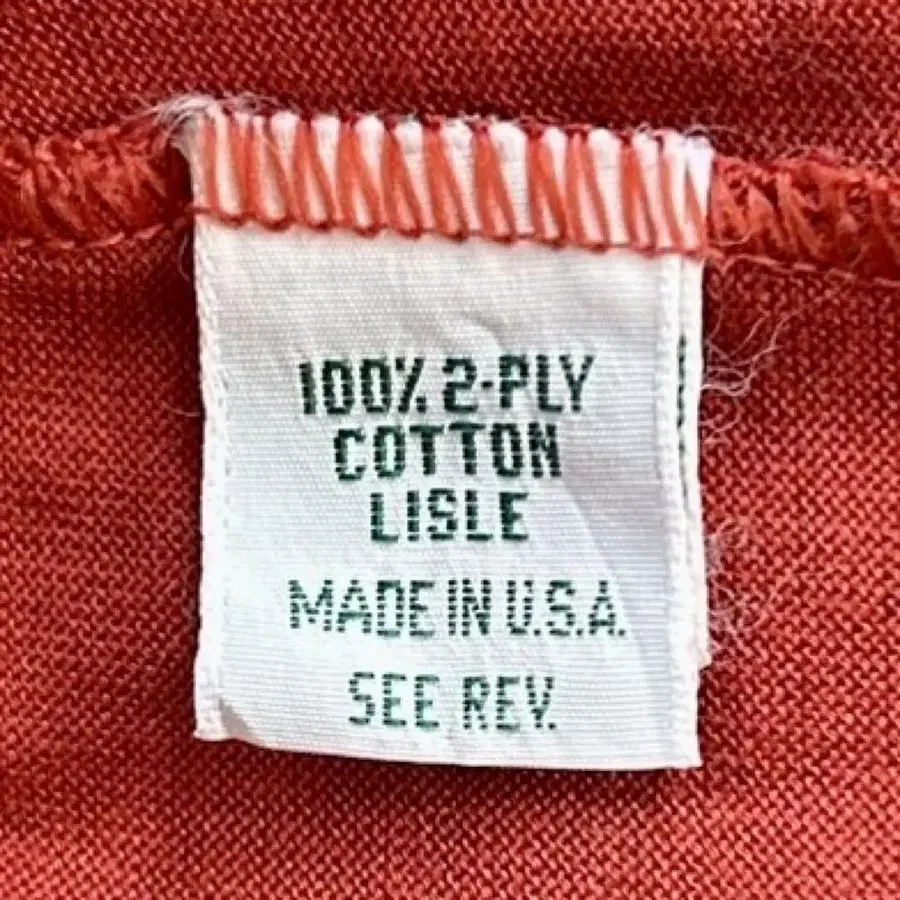 100% 2-PLY
COTTON
LISLE
MADE IN U.S.A.
SEE REV.